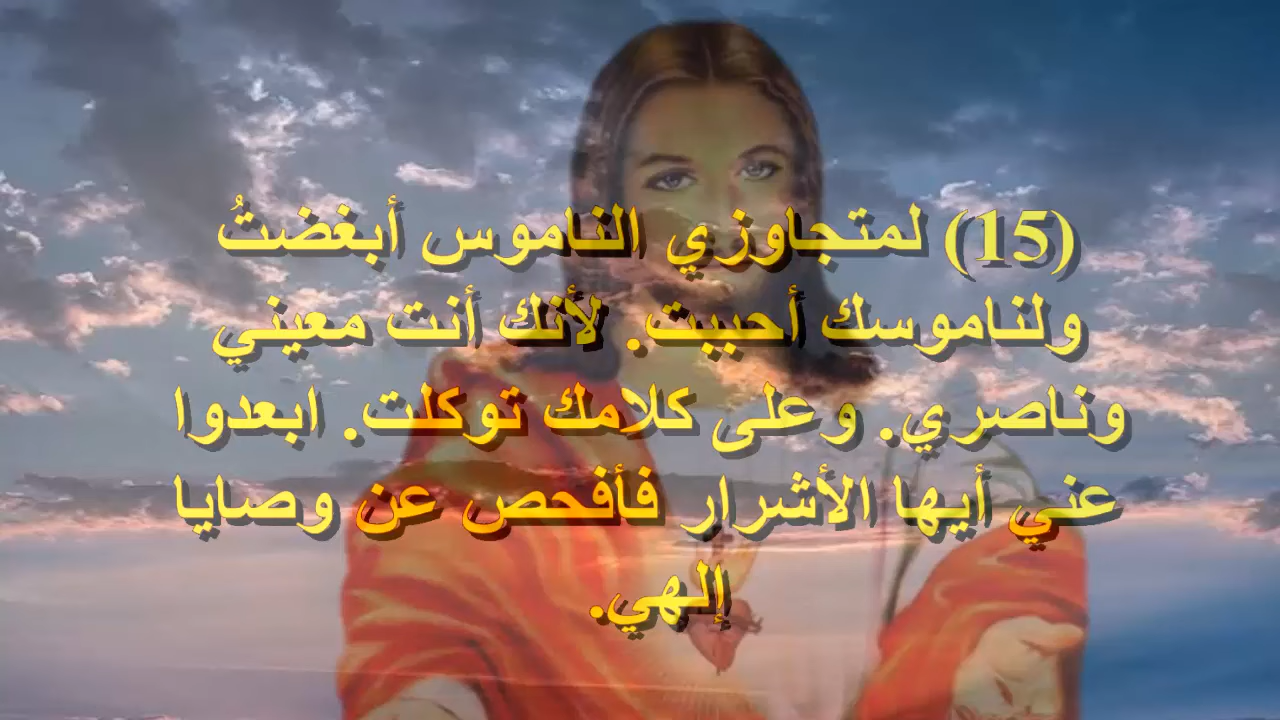 (15) لمتجاوزي الناموس أبغضتُ
ولناموسك أحببت. لأنك أنت معيني
وناصري. وعلى كلامك توكلت. ابعدوا
عني أيها الأشرار فأفحص عن وصايا
إلهي.